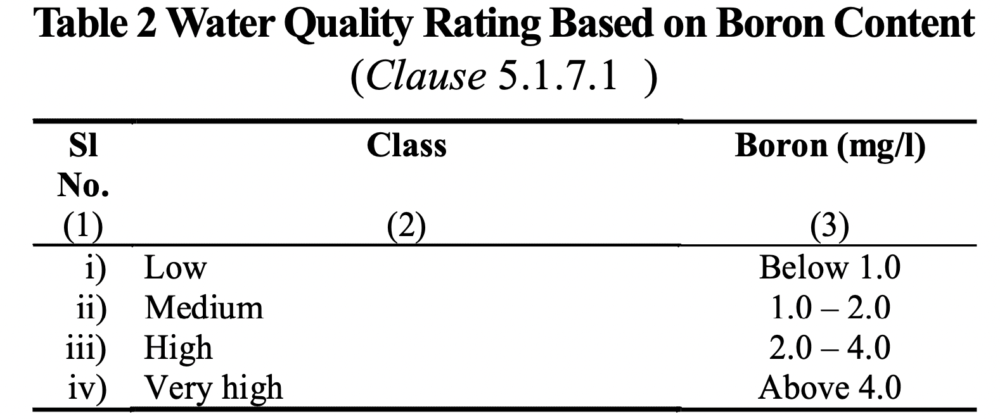 Table 2 Water Quality Rating Based on Boron Content
(Clause 5.1.7.1 )
Sl No. Class Boron (mg/l)
(1) (2) (3)
i) Low Below 1.0
ii) Medium 1.0 – 2.0
iii) High 2.0 – 4.0
iv) Very high Above 4.0